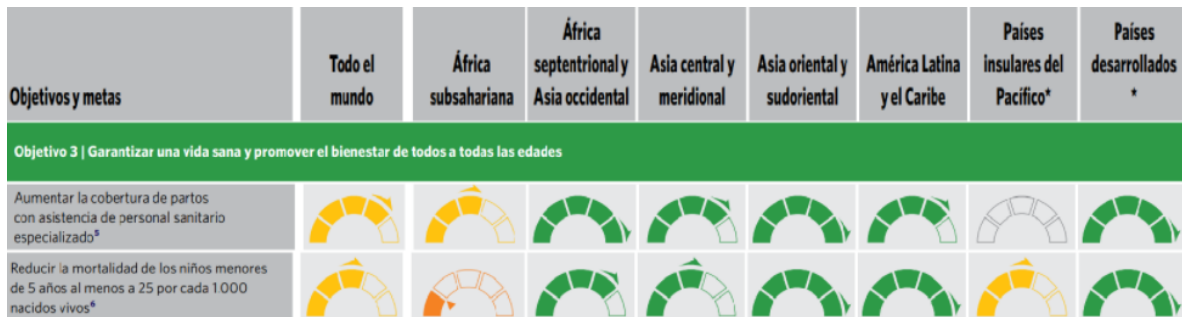 Objetivos y metas
Todo el
mundo
África
subsahariana
África
septentrional y
Asia occidental
Asia central y
meridional
Asia oriental y
sudoriental
América Latina
y el Caribe
Países
insulares del
Pacífico*
Países
desarrollados
*
Objetivo 3 | Garantizar una vida sana y promover el bienestar de todos a todas las edades
Aumentar la cobertura de partos
con asistencia de personal sanitario
especializado⁵
Reducir la mortalidad de los niños menores
de 5 años al menos a 25 por cada 1.000
nacidos vivos⁶